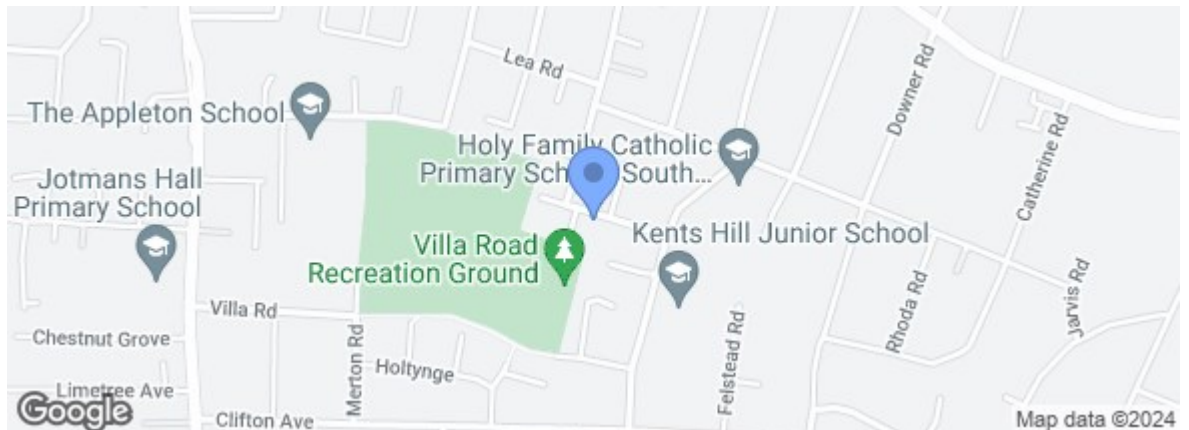 Lea Rd
The Appleton School
Holy Family Catholic
Primary School South...
Downer Rd
Catherine Rd
Jotmans Hall
Primary School
Kents Hill Junior School
Villa Road
Recreation Ground
Villa Rd
Merton Rd
Chestnut Grove
Holtynge
Felstead Rd
Rhoda Rd
Jarvis Rd
Limetree Ave
Clifton Ave
Google
Map data ©2024